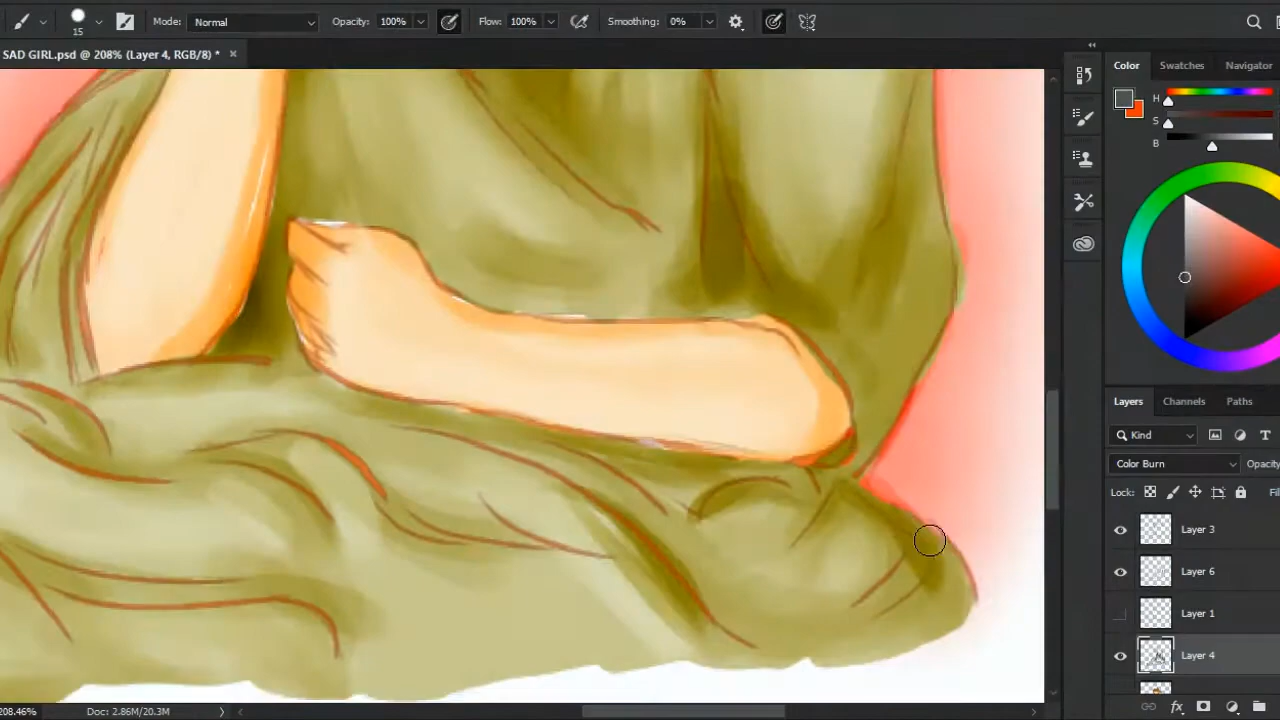 Mode: Normal Opacity: 100% Flow: 100% Smoothing: 0%
15
SAD GIRL.psd @ 208% (Layer 4, RGB/8) * ×
Color Swatches Navigator
H
S
B
Layers Channels Paths
Kind
Color Burn Opacity
Lock:
Layer 3
Layer 6
Layer 1
Layer 4
208.46% Doc: 2.86M/20.3M
fx